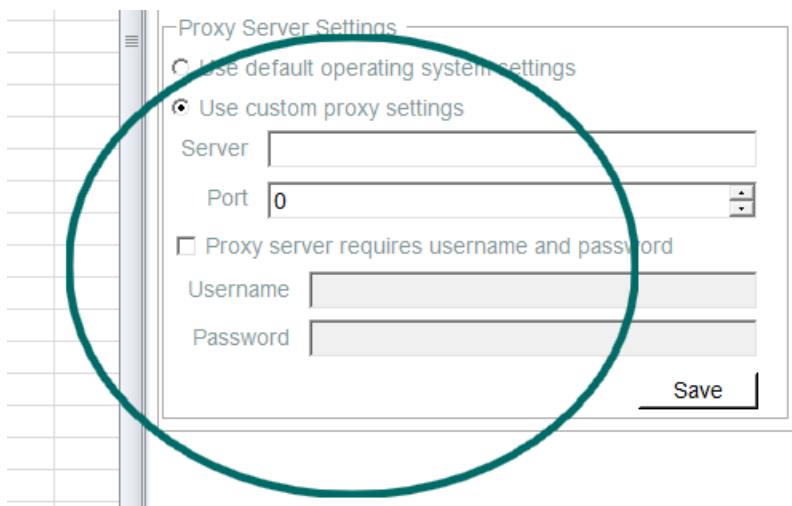 Proxy Server Settings
Use default operating system settings
Use custom proxy settings
Server
Port 0
Proxy server requires username and password
Username
Password
Save